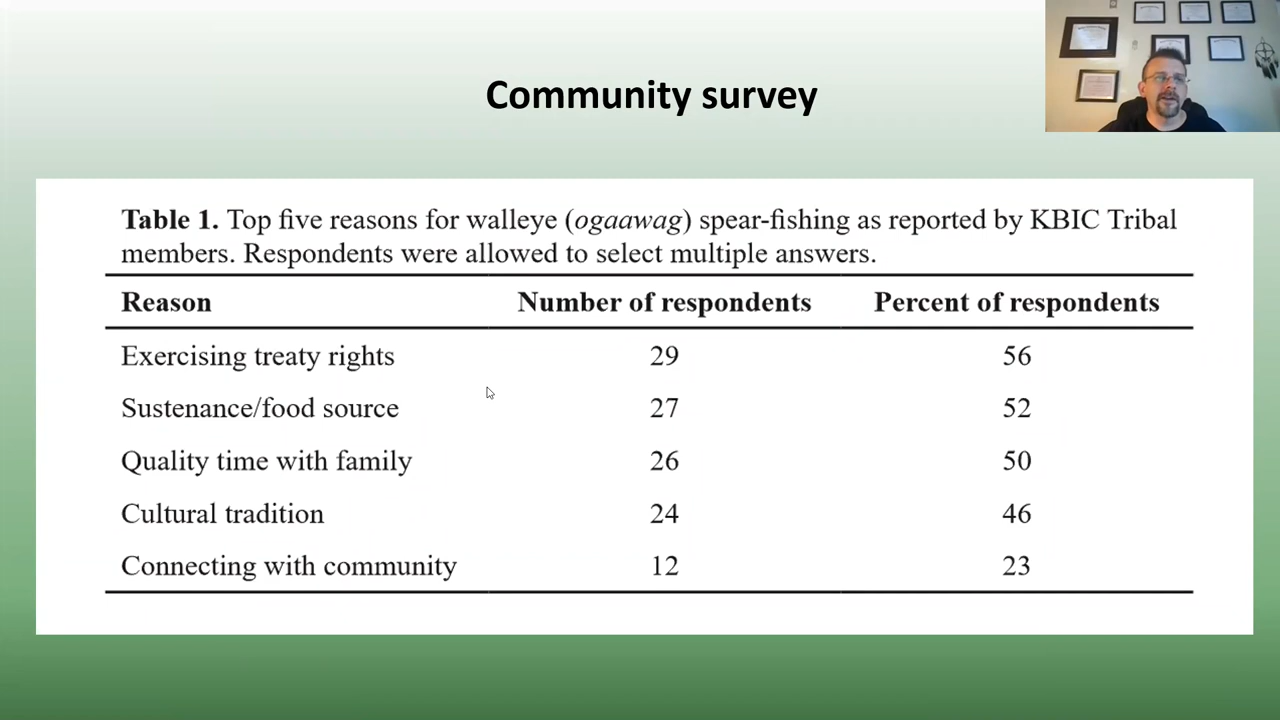 Community survey
Table 1. Top five reasons for walleye (ogaawag) spear-fishing as reported by KBIC Tribal
members. Respondents were allowed to select multiple answers.
Reason Number of respondents Percent of respondents
Exercising treaty rights 29 56
Sustenance/food source 27 52
Quality time with family 26 50
Cultural tradition 24 46
Connecting with community 12 23